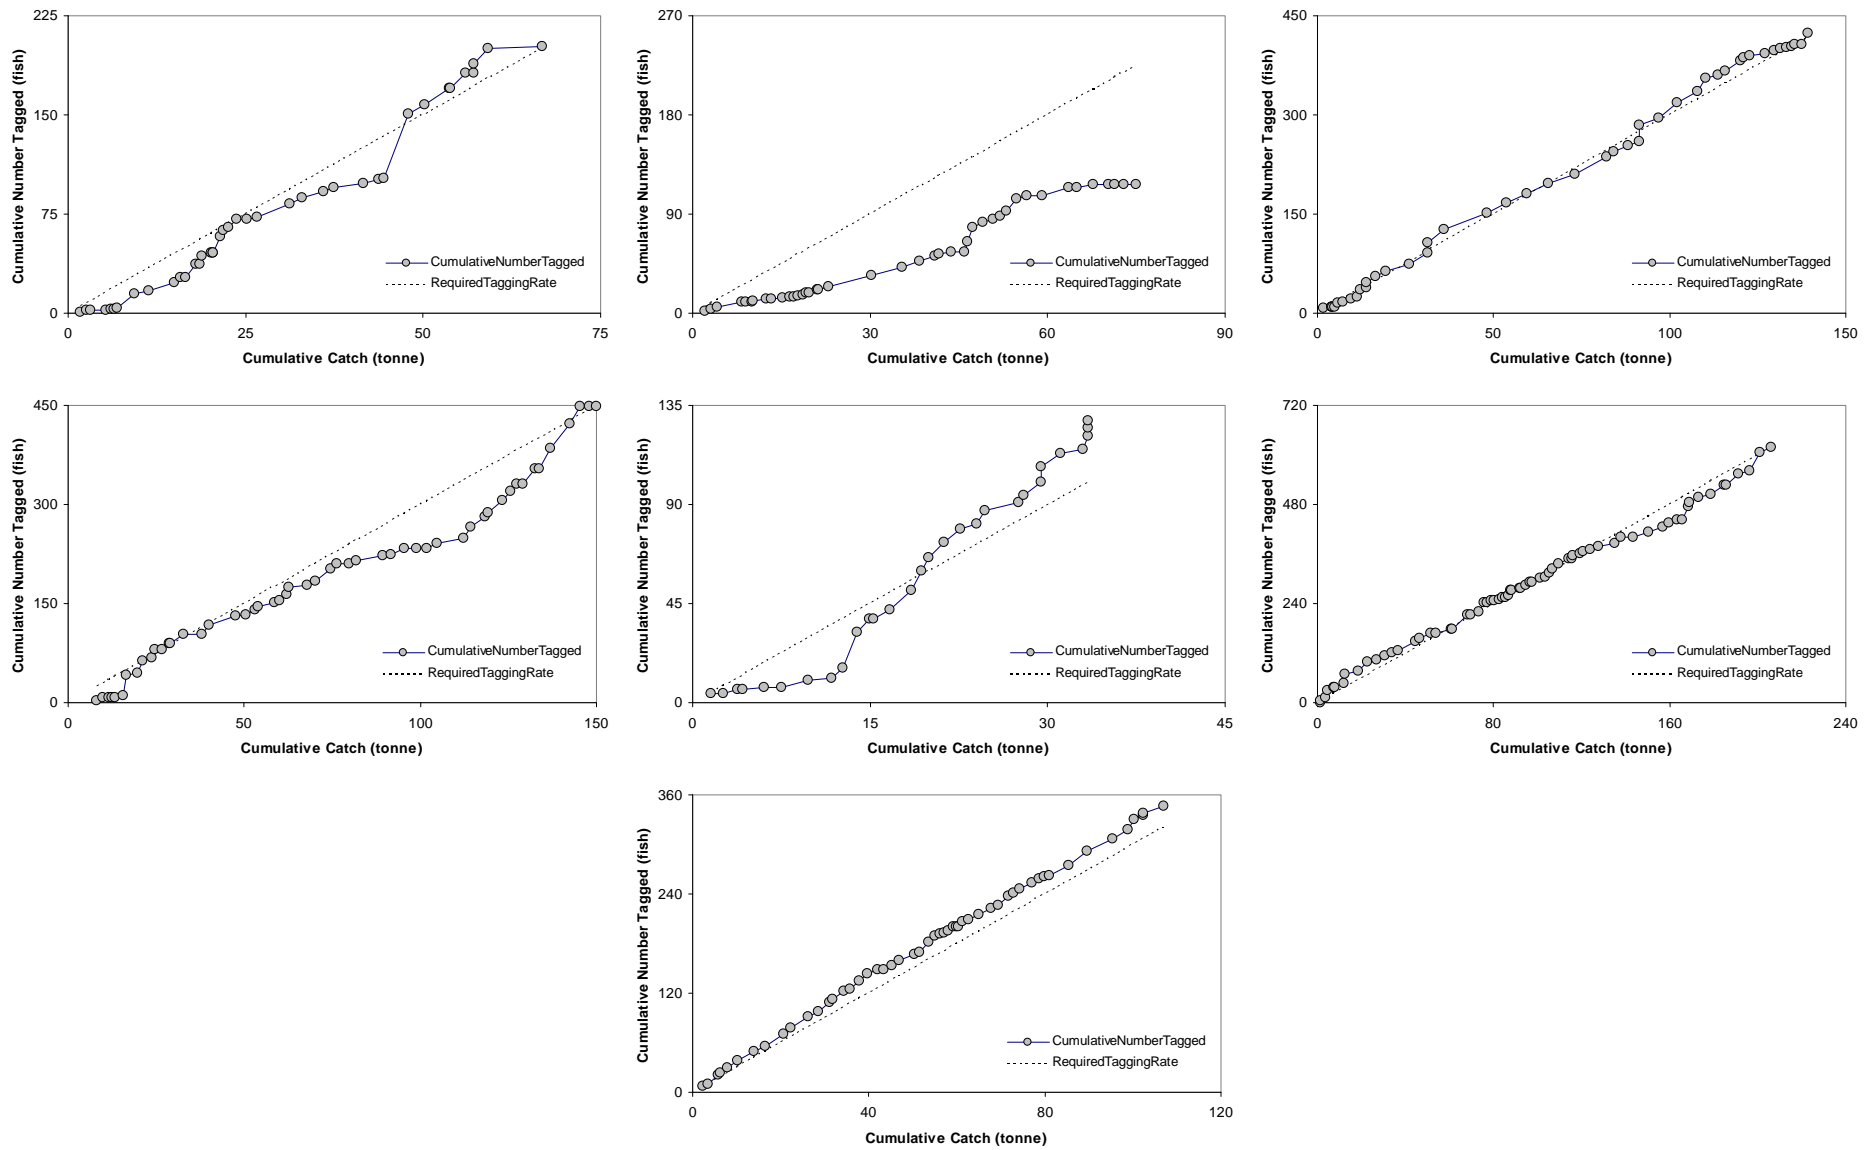 225
150
75
0
0 25 50 75
Cumulative Number Tagged (fish)
Cumulative Catch (tonne)
CumulativeNumberTagged
RequiredTaggingRate
270
180
90
0
0 30 60 90
Cumulative Number Tagged (fish)
Cumulative Catch (tonne)
CumulativeNumberTagged
RequiredTaggingRate
450
300
150
0
0 50 100 150
Cumulative Number Tagged (fish)
Cumulative Catch (tonne)
CumulativeNumberTagged
RequiredTaggingRate
450
300
150
0
0 50 100 150
Cumulative Number Tagged (fish)
Cumulative Catch (tonne)
CumulativeNumberTagged
RequiredTaggingRate
135
90
45
0
0 15 30 45
Cumulative Number Tagged (fish)
Cumulative Catch (tonne)
CumulativeNumberTagged
RequiredTaggingRate
720
480
240
0
0 80 160 240
Cumulative Number Tagged (fish)
Cumulative Catch (tonne)
CumulativeNumberTagged
RequiredTaggingRate
360
240
120
0
0 40 80 120
Cumulative Number Tagged (fish)
Cumulative Catch (tonne)
CumulativeNumberTagged
RequiredTaggingRate